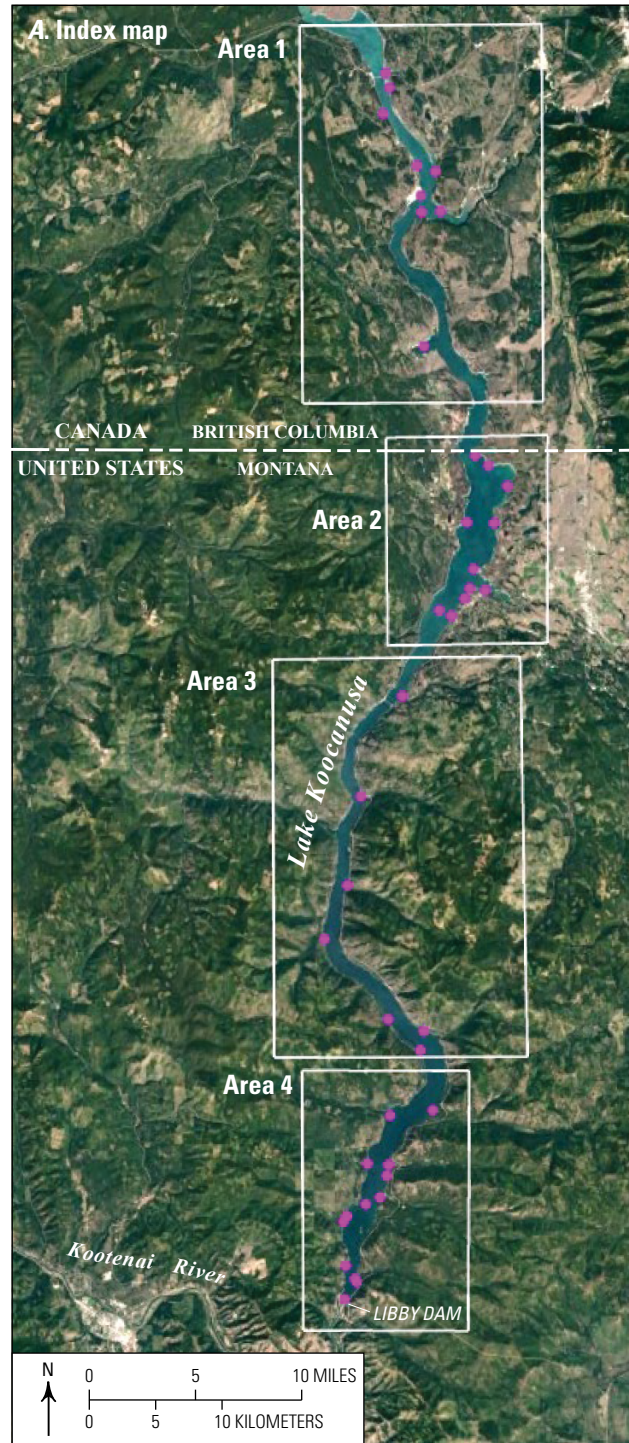 A. Index map
Area 1
CANADA BRITISH COLUMBIA
UNITED STATES MONTANA
Area 2
Area 3
Lake Koocanusa
Area 4
Kootenai River
LIBBY DAM
N
0 5 10 MILES
0 5 10 KILOMETERS